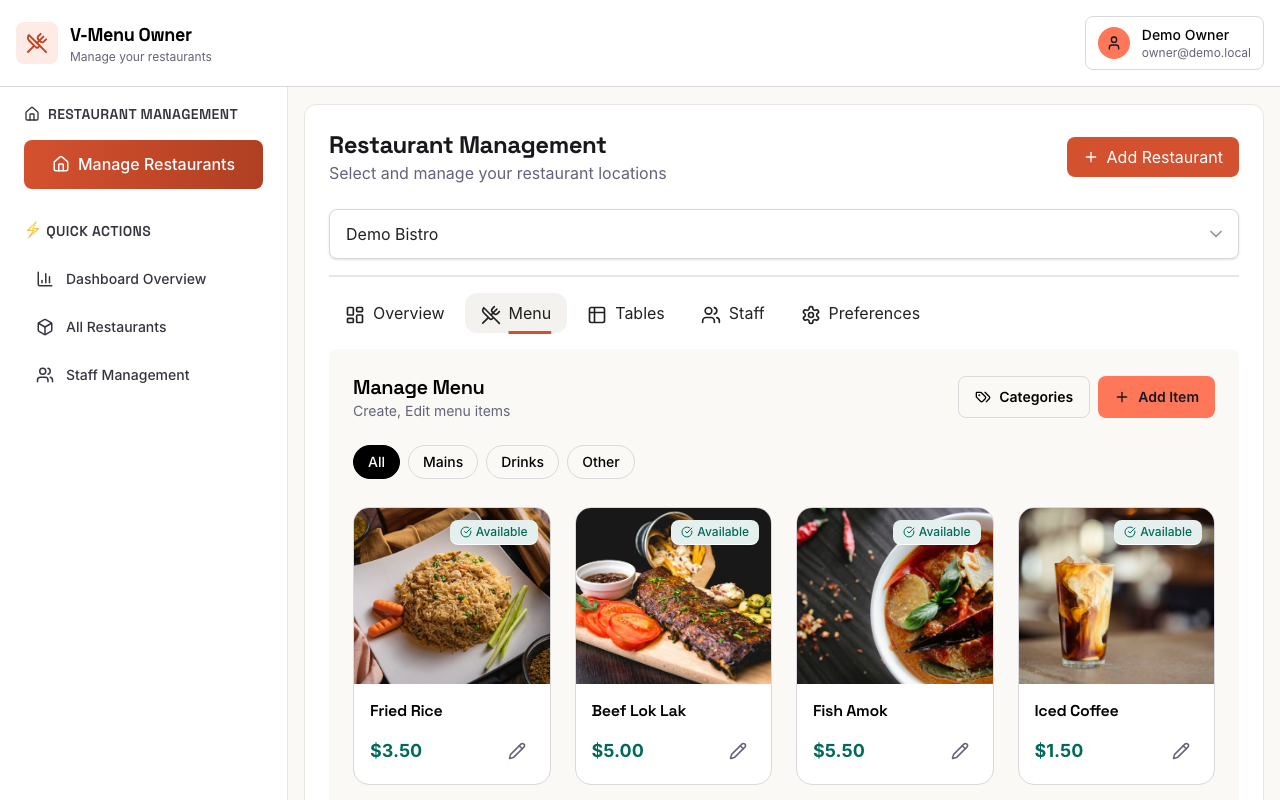 V-Menu Owner
Manage your restaurants
Demo Owner
owner@demo.local
RESTAURANT MANAGEMENT
Manage Restaurants
QUICK ACTIONS
Dashboard Overview
All Restaurants
Staff Management
Restaurant Management
Select and manage your restaurant locations
Add Restaurant
Demo Bistro
Overview
Menu
Tables
Staff
Preferences
Manage Menu
Create, Edit menu items
Categories
Add Item
All
Mains
Drinks
Other
Available
Available
Available
Available
Fried Rice
Beef Lok Lak
Fish Amok
Iced Coffee
$3.50
$5.00
$5.50
$1.50